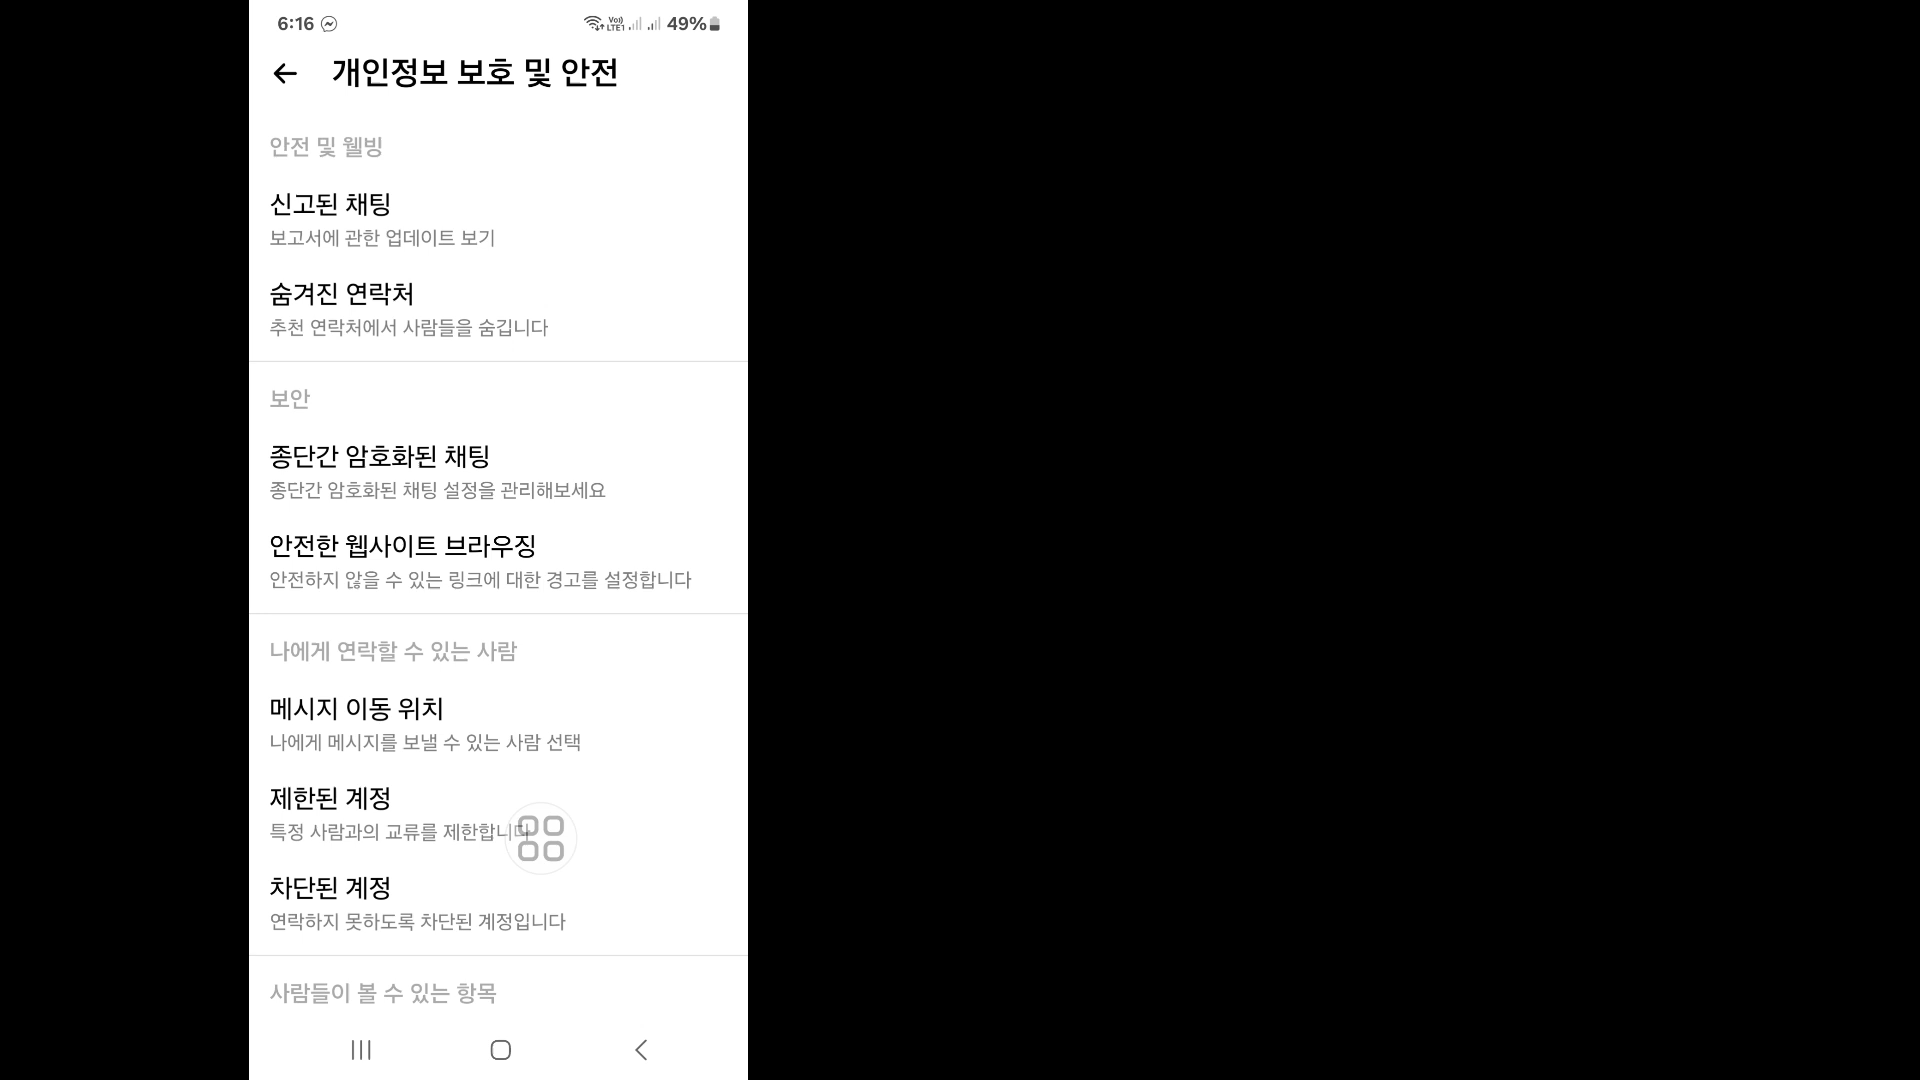 6:16
Vo)) LTE1 49%
개인정보 보호 및 안전
안전 및 웰빙
신고된 채팅
보고서에 관한 업데이트 보기
숨겨진 연락처
추천 연락처에서 사람들을 숨깁니다
보안
종단간 암호화된 채팅
종단간 암호화된 채팅 설정을 관리해보세요
안전한 웹사이트 브라우징
안전하지 않을 수 있는 링크에 대한 경고를 설정합니다
나에게 연락할 수 있는 사람
메시지 이동 위치
나에게 메시지를 보낼 수 있는 사람 선택
제한된 계정
특정 사람과의 교류를 제한합니다
차단된 계정
연락하지 못하도록 차단된 계정입니다
사람들이 볼 수 있는 항목